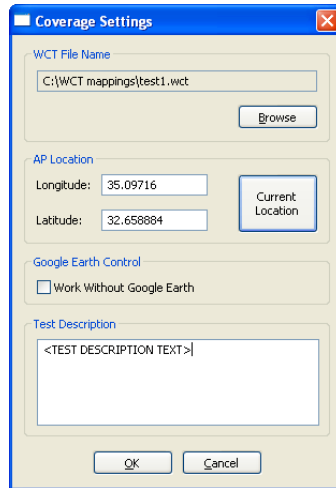 Coverage Settings
WCT File Name
C:\WCT mappings\test1.wct
Browse
AP Location
Longitude: 35.09716
Latitude: 32.658884
Current
Location
Google Earth Control
Work Without Google Earth
Test Description
<TEST DESCRIPTION TEXT>
OK Cancel